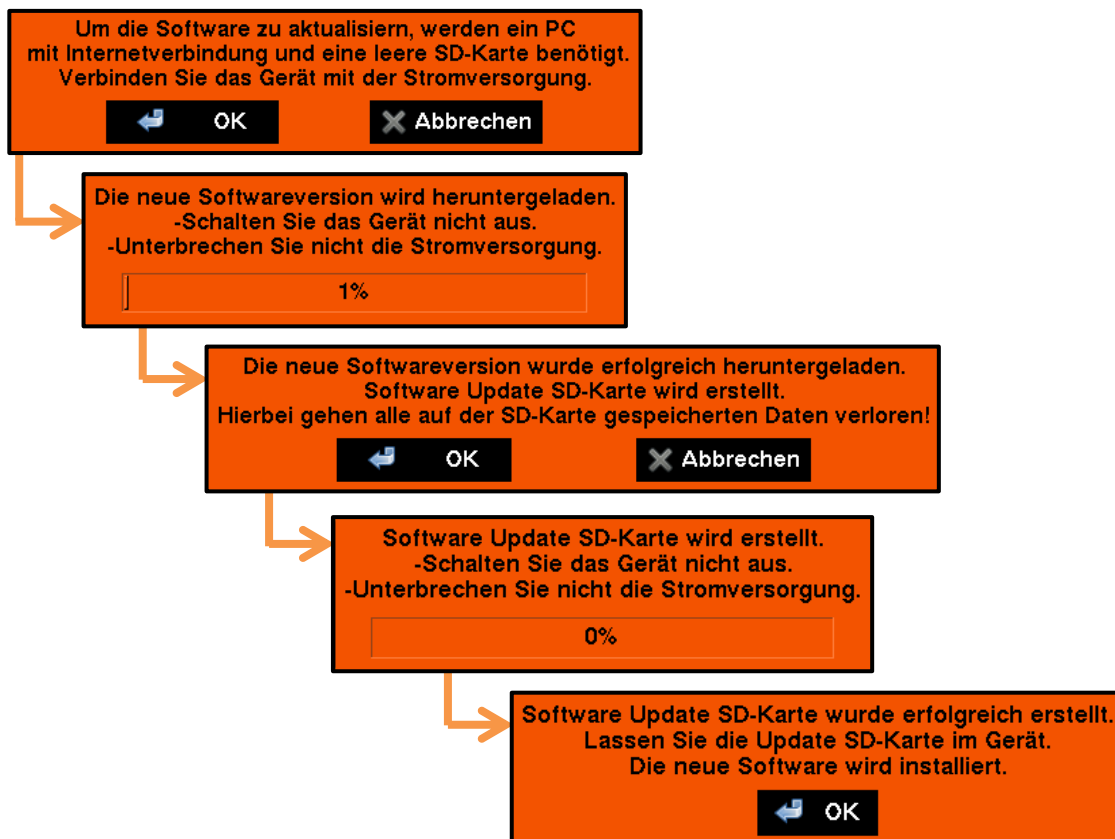 Um die Software zu aktualisiern, werden ein PC
mit Internetverbindung und eine leere SD-Karte benötigt.
Verbinden Sie das Gerät mit der Stromversorgung.
OK
Abbrechen
Die neue Softwareversion wird heruntergeladen.
-Schalten Sie das Gerät nicht aus.
-Unterbrechen Sie nicht die Stromversorgung.
1%
Die neue Softwareversion wurde erfolgreich heruntergeladen.
Software Update SD-Karte wird erstellt.
Hierbei gehen alle auf der SD-Karte gespeicherten Daten verloren!
OK
Abbrechen
Software Update SD-Karte wird erstellt.
-Schalten Sie das Gerät nicht aus.
-Unterbrechen Sie nicht die Stromversorgung.
0%
Software Update SD-Karte wurde erfolgreich erstellt.
Lassen Sie die Update SD-Karte im Gerät.
Die neue Software wird installiert.
OK